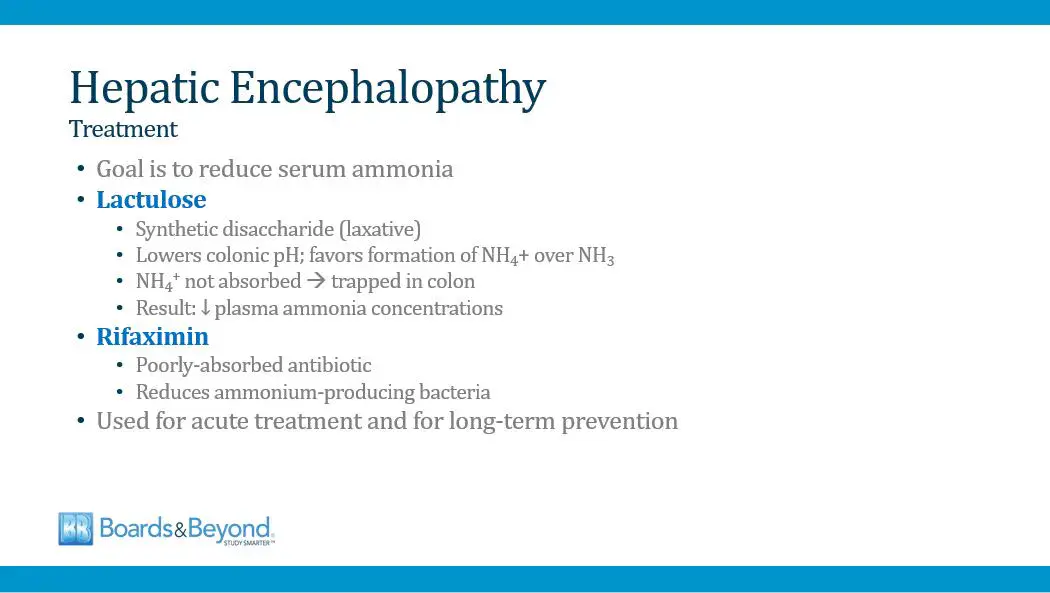 Hepatic Encephalopathy
Treatment
• Goal is to reduce serum ammonia
• Lactulose
• Synthetic disaccharide (laxative)
• Lowers colonic pH; favors formation of NH₄+ over NH₃
• NH₄⁺ not absorbed → trapped in colon
• Result: ↓ plasma ammonia concentrations
• Rifaximin
• Poorly-absorbed antibiotic
• Reduces ammonium-producing bacteria
• Used for acute treatment and for long-term prevention
BB Boards&Beyond®
STUDY SMARTER™